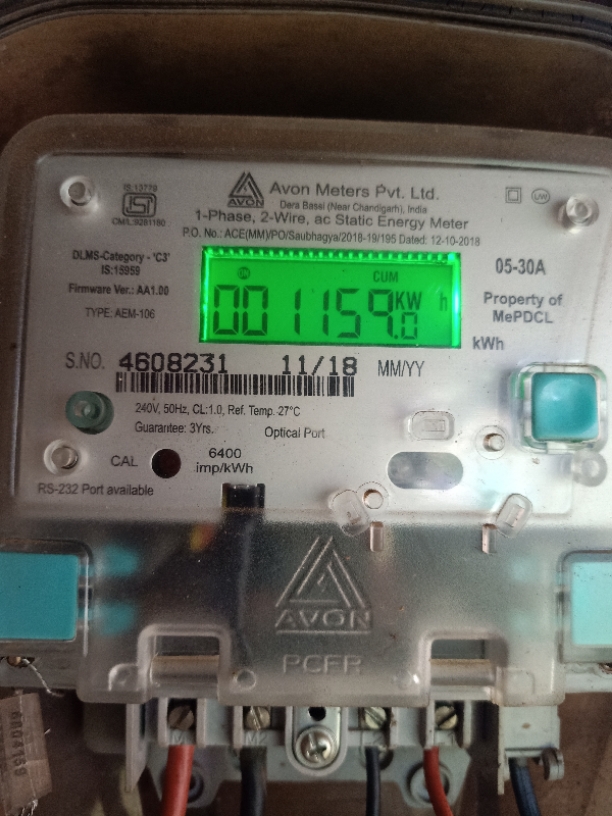 IS:13779
ISI
CM/L:9281180
AVON
Avon Meters Pvt. Ltd.
Dera Bassi (Near Chandigarh), India
1-Phase, 2-Wire, ac Static Energy Meter
P.O. No.: ACE(MM)/PO/Saubhagya/2018-19/195 Dated: 12-10-2018
DLMS-Category - 'C3'
IS:15959
Firmware Ver.: AA1.00
TYPE: AEM-106
CUM
001159.0 KW h
05-30A
Property of
MePDCL
kWh
S.NO. 4608231 11/18 MM/YY
240V, 50Hz, CL:1.0, Ref. Temp. 27°C
Guarantee: 3Yrs.
Optical Port
CAL
6400
imp/kWh
RS-232 Port available
AVON